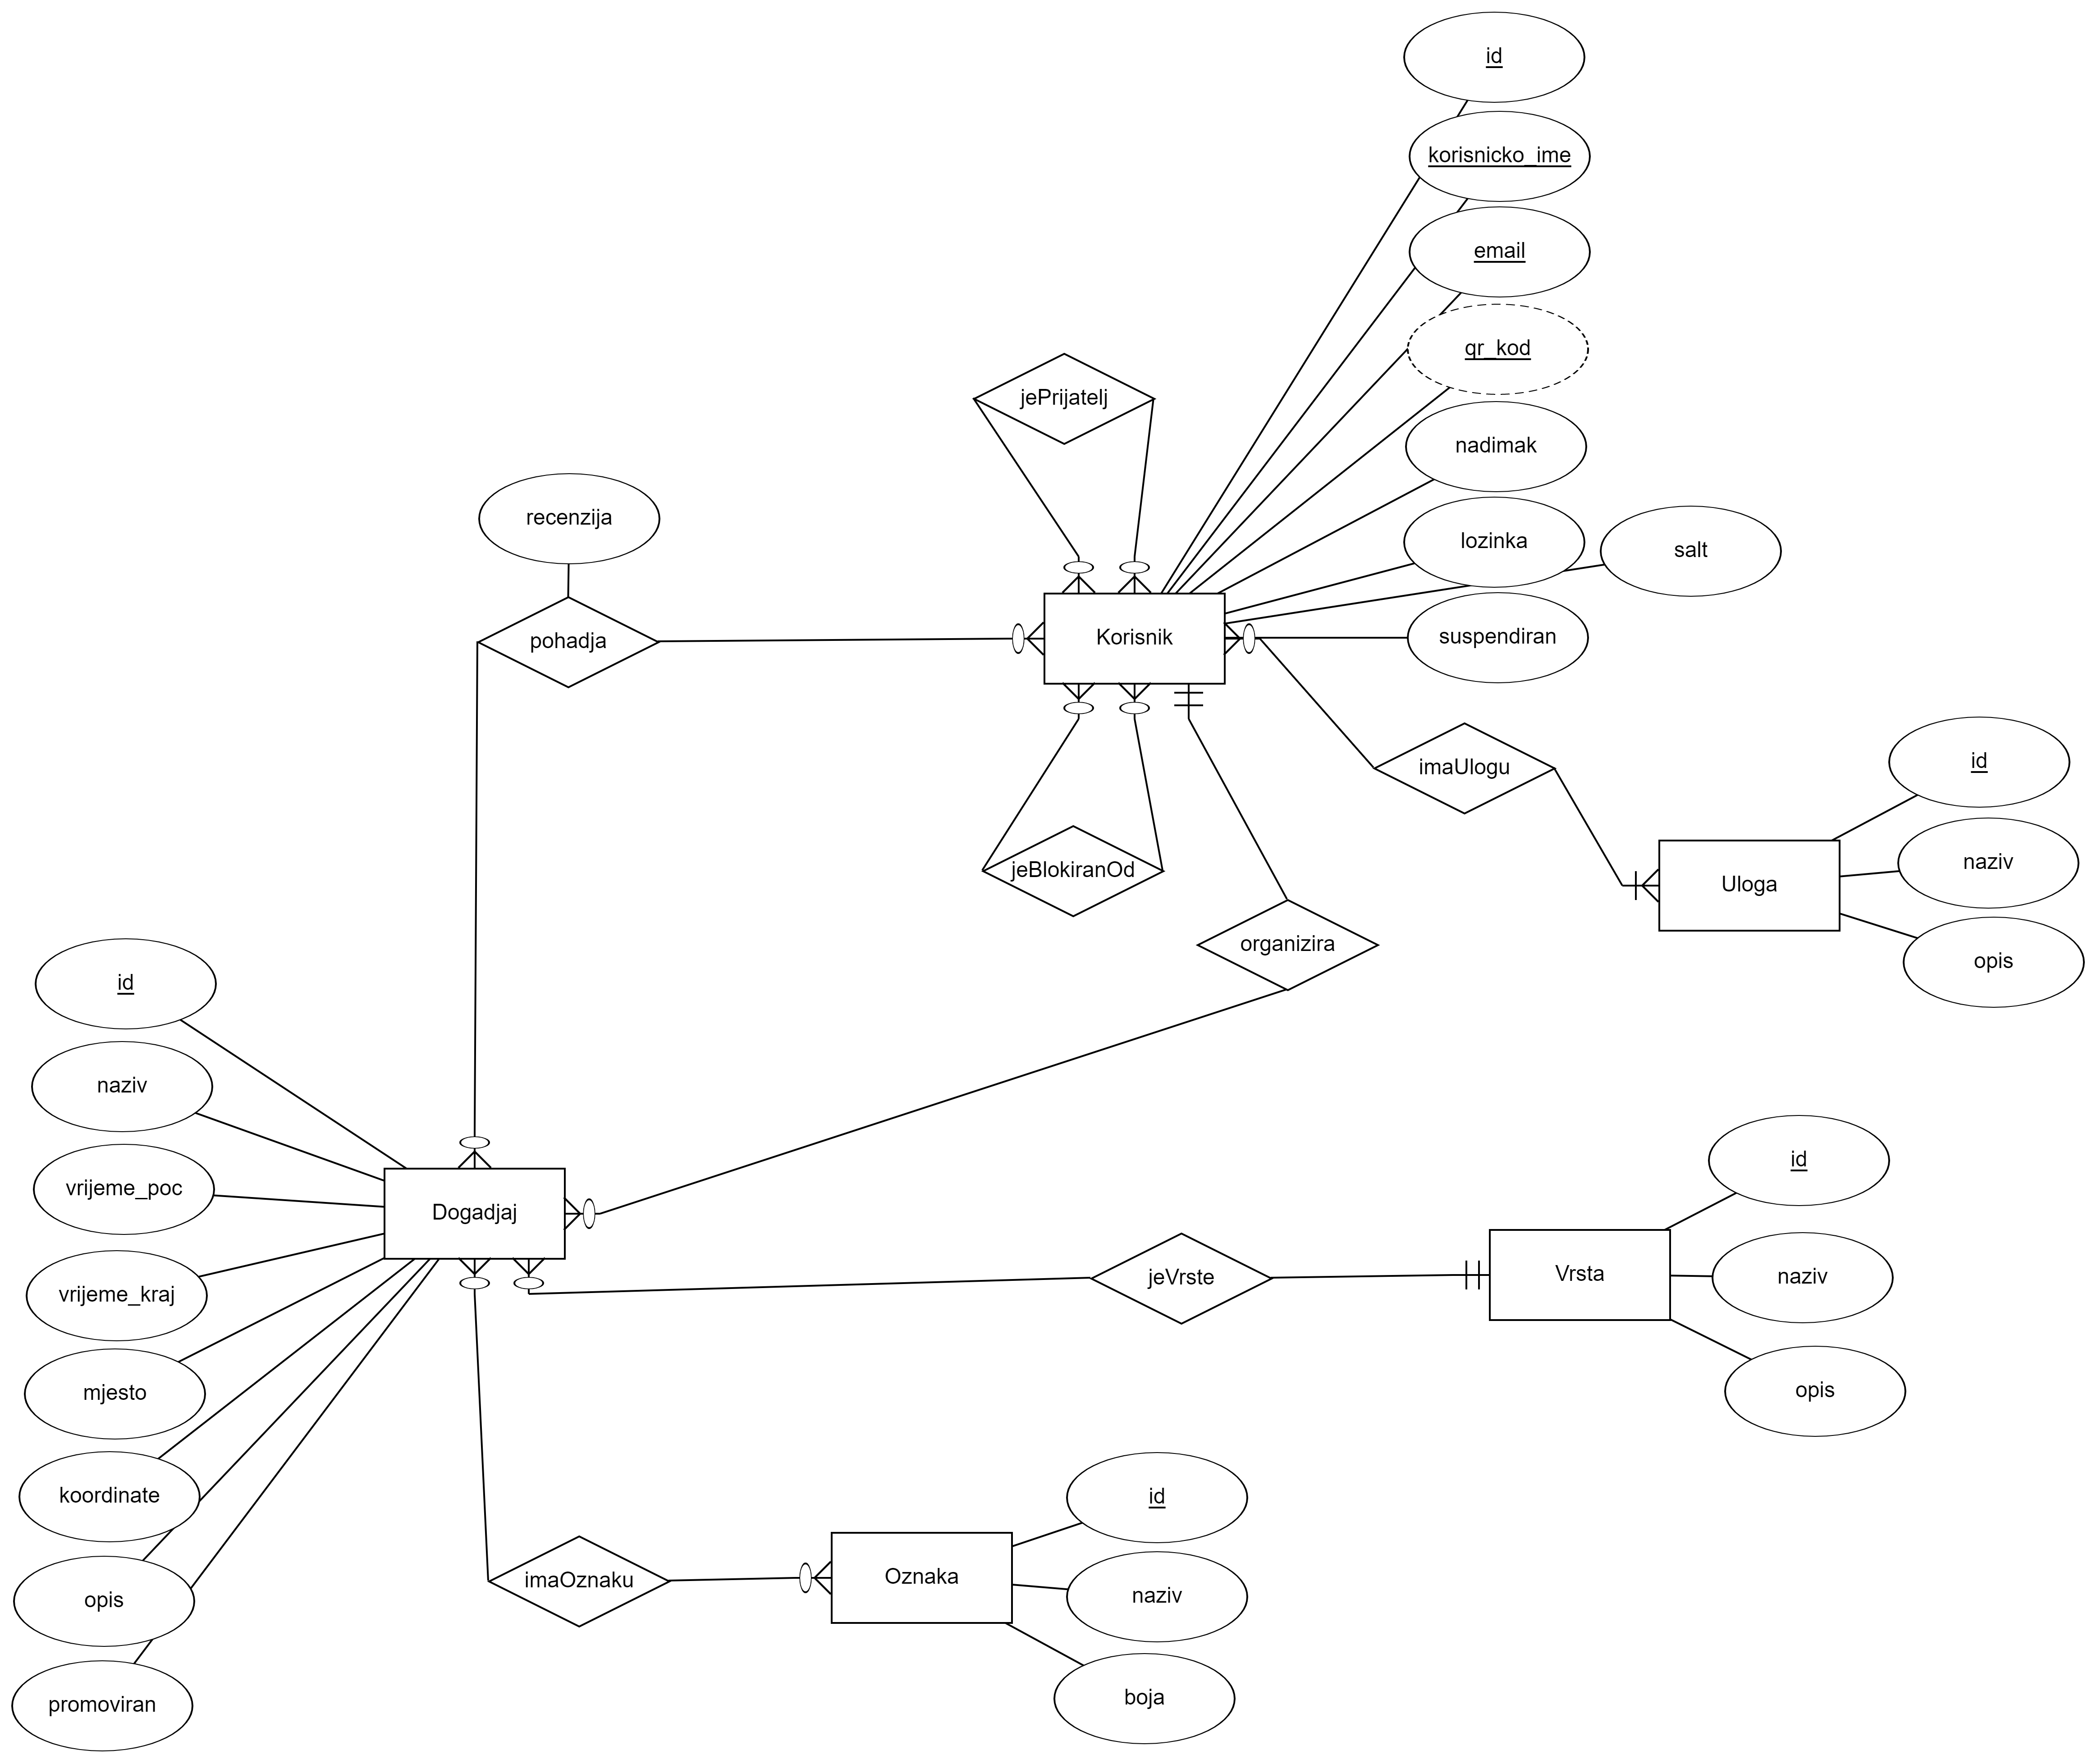 id
korisnicko_ime
email
qr_kod
jePrijatelj
nadimak
recenzija
lozinka
salt
pohadja
Korisnik
suspendiran
imaUlogu
id
jeBlokiranOd
naziv
Uloga
organizira
opis
id
naziv
vrijeme_poc
id
Dogadjaj
jeVrste
Vrsta
naziv
vrijeme_kraj
mjesto
opis
koordinate
id
imaOznaku
Oznaka
naziv
opis
promoviran
boja